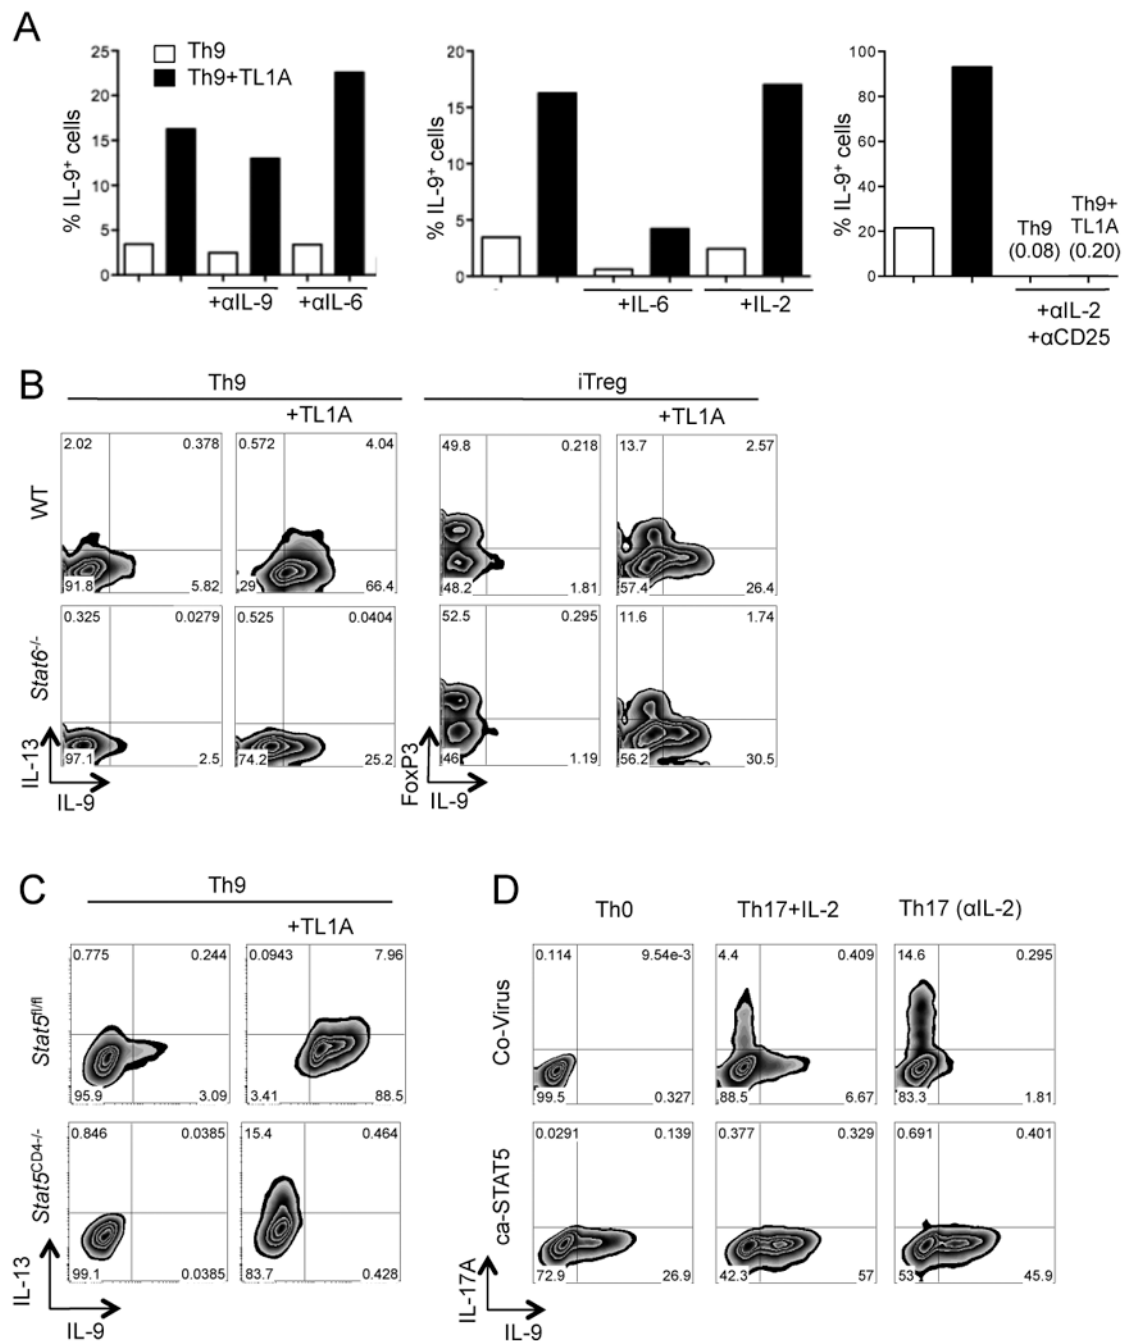 A
Th9
Th9+TL1A
% IL-9+ cells
25
20
15
10
5
0
+αIL-9
+αIL-6
% IL-9+ cells
20
15
10
5
0
+IL-6
+IL-2
% IL-9+ cells
100
80
60
40
20
0
Th9
(0.08)
Th9+
TL1A
(0.20)
+αIL-2
+αCD25
B
Th9
iTreg
+TL1A
+TL1A
WT
2.02 0.378
91.8 5.82
0.572 4.04
29 66.4
49.8 0.218
48.2 1.81
13.7 2.57
57.4 26.4
Stat6-/-
0.325 0.0279
97.1 2.5
0.525 0.0404
74.2 25.2
52.5 0.295
46 1.19
11.6 1.74
56.2 30.5
IL-13
IL-9
FoxP3
IL-9
C
Th9
+TL1A
Stat5fl/fl
0.775 0.244
95.9 3.09
0.0943 7.96
3.41 88.5
Stat5CD4-/-
0.846 0.0385
99.1 0.0385
15.4 0.464
83.7 0.428
IL-13
IL-9
D
Th0
Th17+IL-2
Th17 (αIL-2)
Co-Virus
0.114 9.54e-3
99.5 0.327
4.4 0.409
88.5 6.67
14.6 0.295
83.3 1.81
ca-STAT5
0.0291 0.139
72.9 26.9
0.377 0.329
42.3 57
0.691 0.401
53 45.9
IL-17A
IL-9